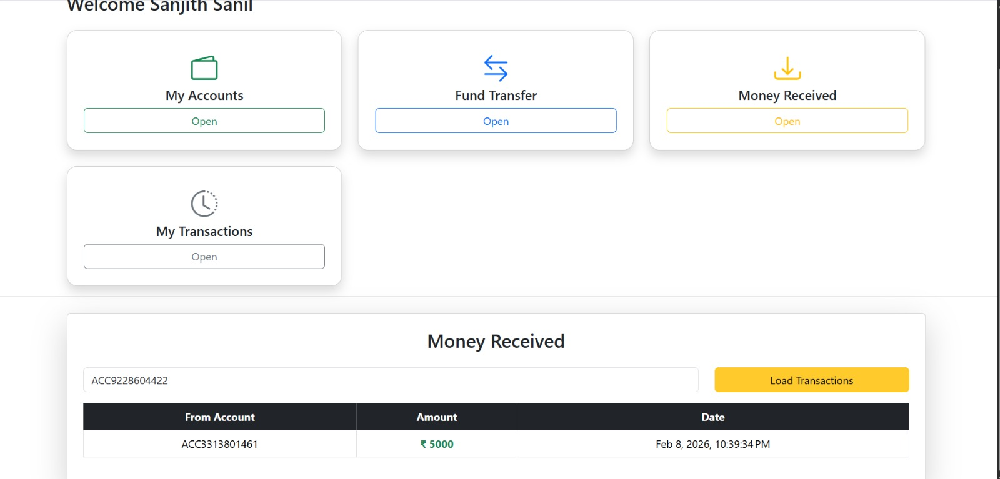 Welcome Sanjith Sanil
My Accounts
Open
Fund Transfer
Open
Money Received
Open
My Transactions
Open
Money Received
ACC9228604422
Load Transactions
From Account Amount Date
ACC3313801461 ₹ 5000 Feb 8, 2026, 10:39:34 PM